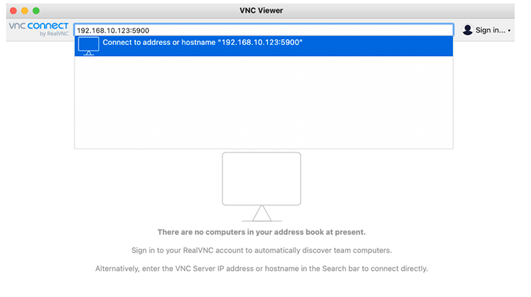 VNC Viewer
VNC CONNECT
by RealVNC
192.168.10.123:5900
Sign in...
Connect to address or hostname "192.168.10.123:5900"
There are no computers in your address book at present.
Sign in to your RealVNC account to automatically discover team computers.
Alternatively, enter the VNC Server IP address or hostname in the Search bar to connect directly.